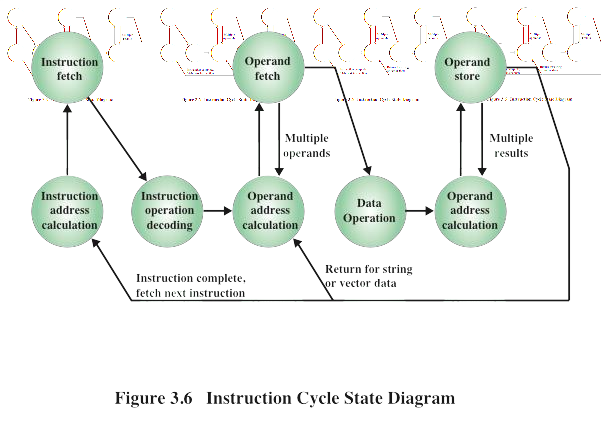 Instruction
fetch
Operand
fetch
Operand
store
Multiple
operands
Multiple
results
Instruction
address
calculation
Instruction
operation
decoding
Operand
address
calculation
Data
Operation
Operand
address
calculation
Instruction complete,
fetch next instruction
Return for string
or vector data
Figure 3.6 Instruction Cycle State Diagram